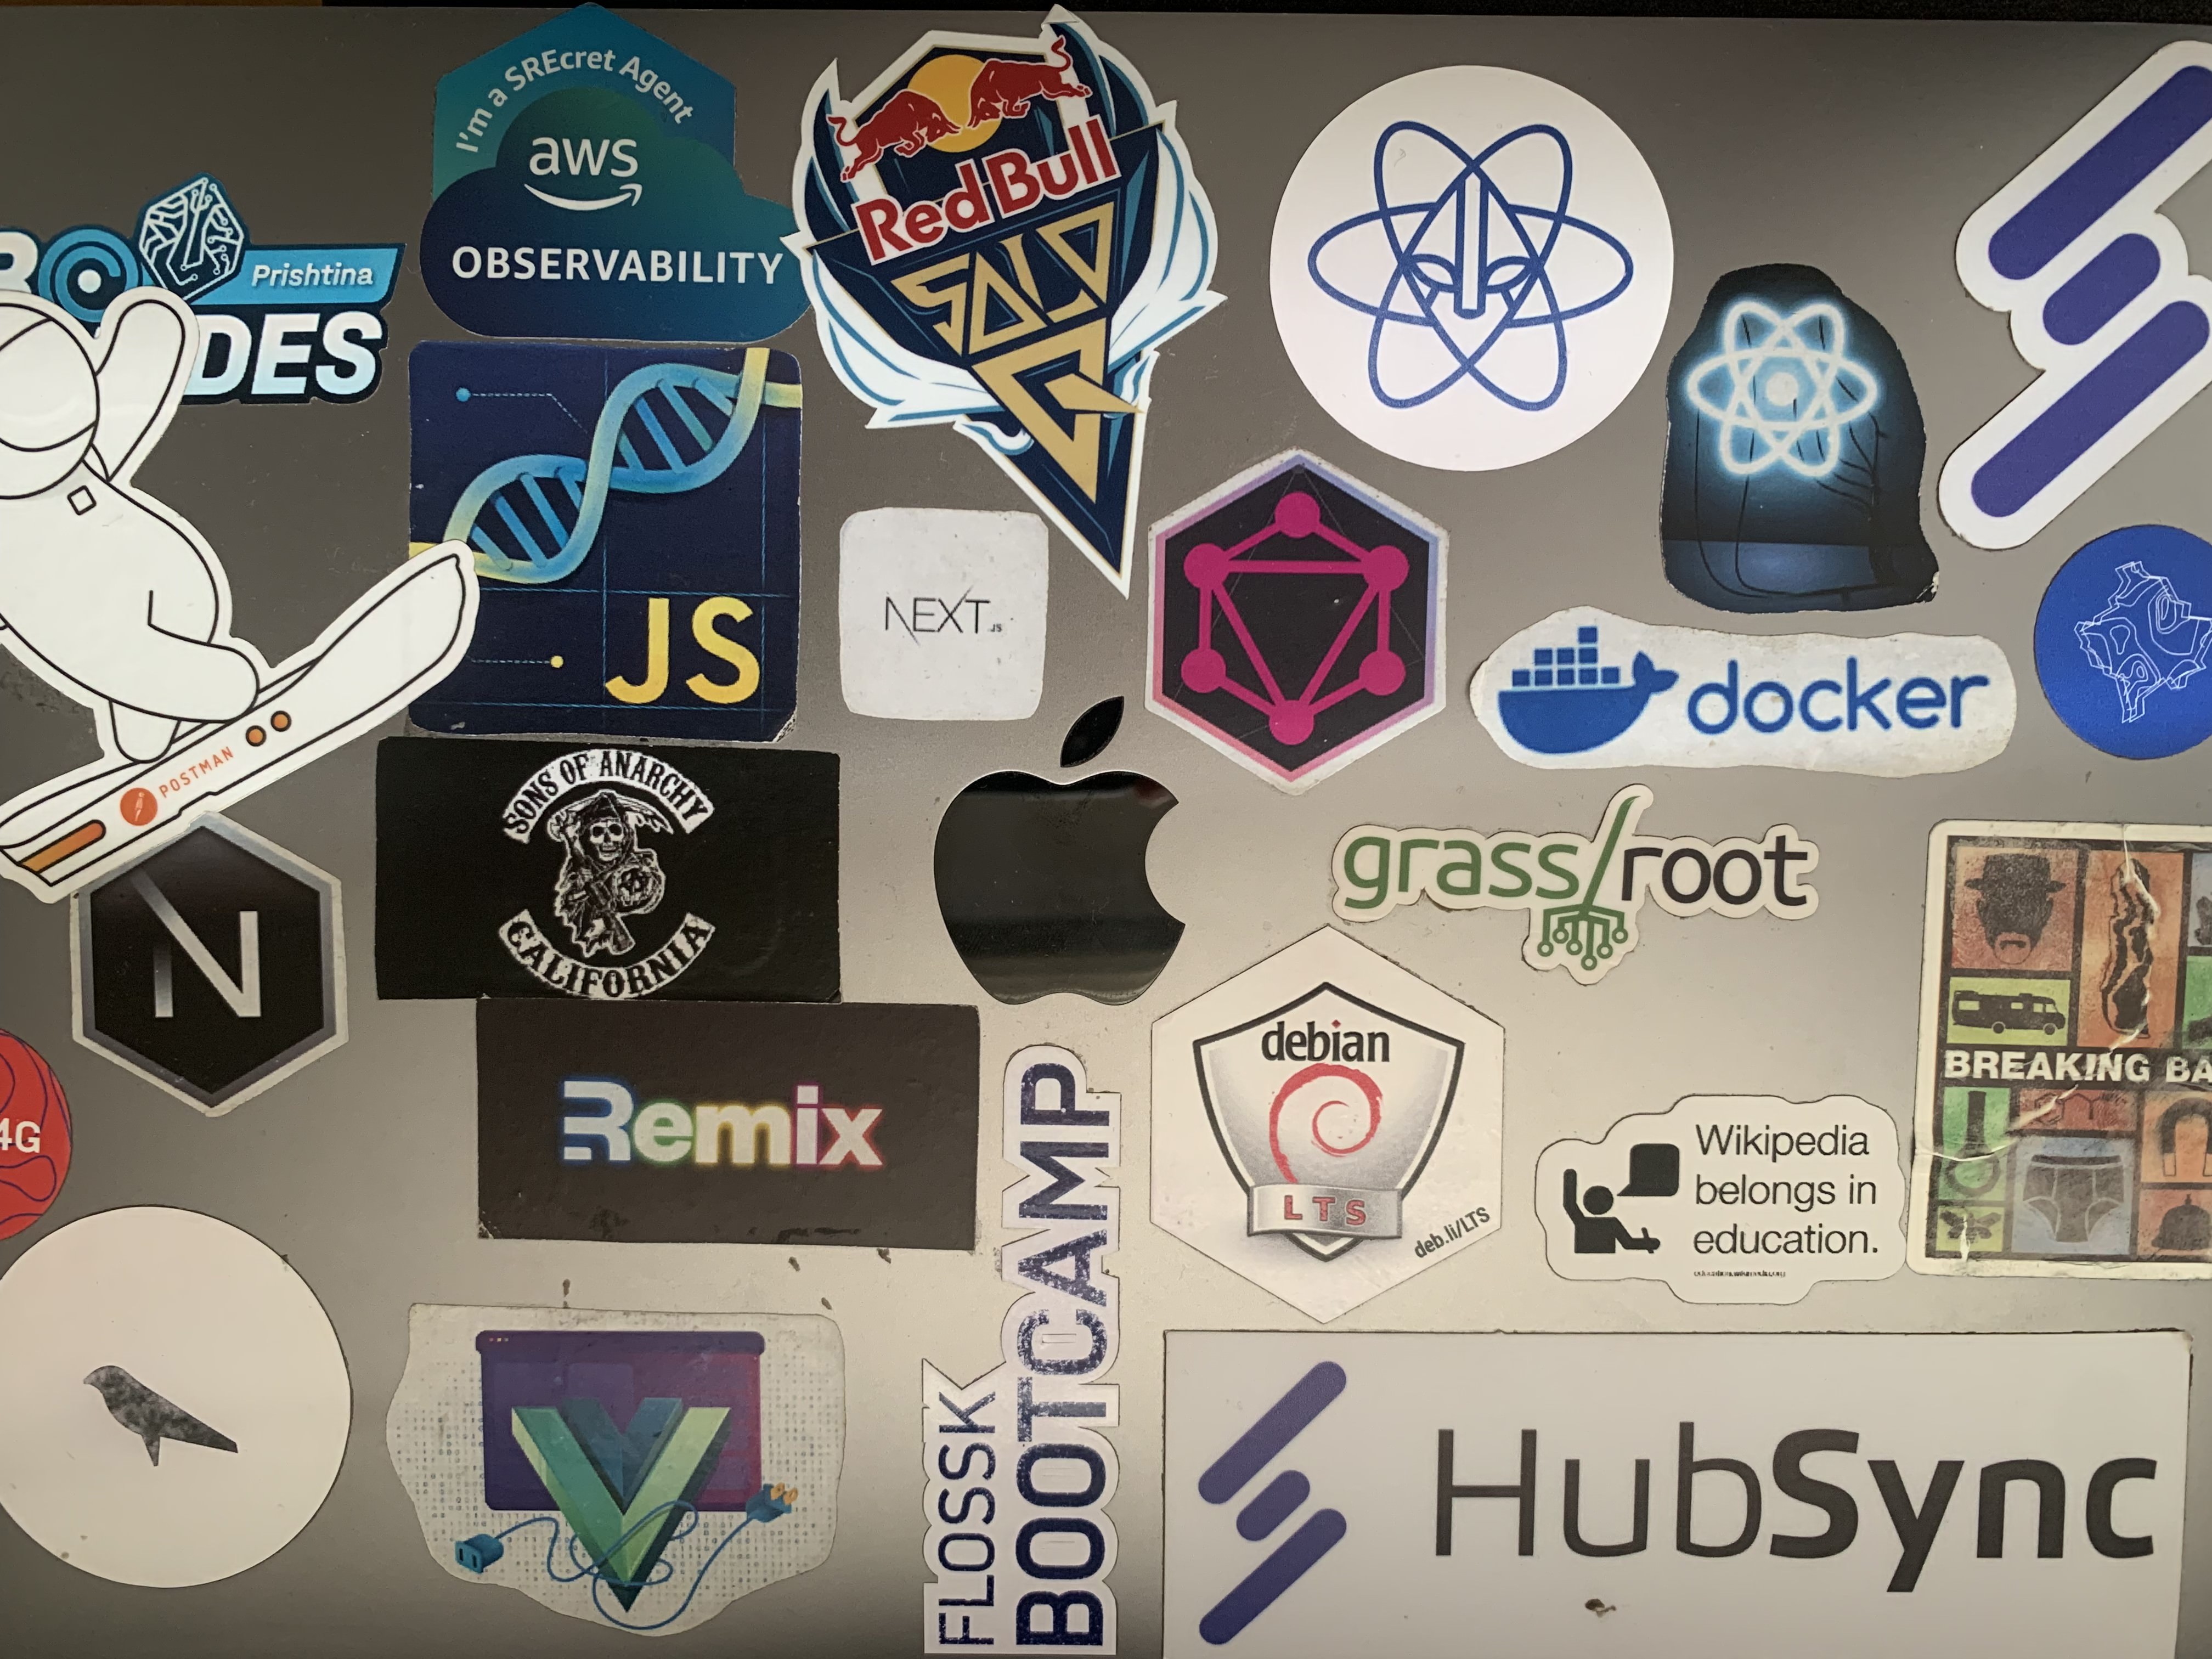 I'm a SREcret Agent
aws
OBSERVABILITY
Red Bull
SOLO
Q
Prishtina
DES
JS
NEXT.JS
docker
POSTMAN
SONS OF ANARCHY
CALIFORNIA
grass/root
N
BREAKING BA
debian
LTS
deb.li/LTS
Remix
4G
Wikipedia
belongs in
education.
FLOSSK
BOOTCAMP
HubSync